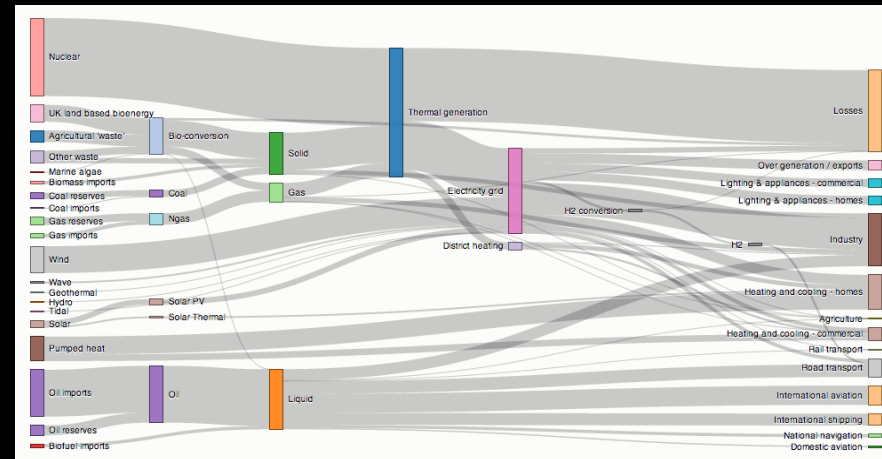 Nuclear
UK land based bioenergy
Agricultural 'waste'
Other waste
Marine algae
Biomass imports
Coal reserves
Coal imports
Gas reserves
Gas imports
Wind
Wave
Geothermal
Hydro
Tidal
Solar
Pumped heat
Oil imports
Oil reserves
Biofuel imports
Bio-conversion
Coal
Ngas
Solar PV
Solar Thermal
Oil
Solid
Gas
Liquid
Thermal generation
Electricity grid
District heating
H2 conversion
H2
Losses
Over generation / exports
Lighting & appliances - commercial
Lighting & appliances - homes
Industry
Heating and cooling - homes
Agriculture
Heating and cooling - commercial
Rail transport
Road transport
International aviation
International shipping
National navigation
Domestic aviation